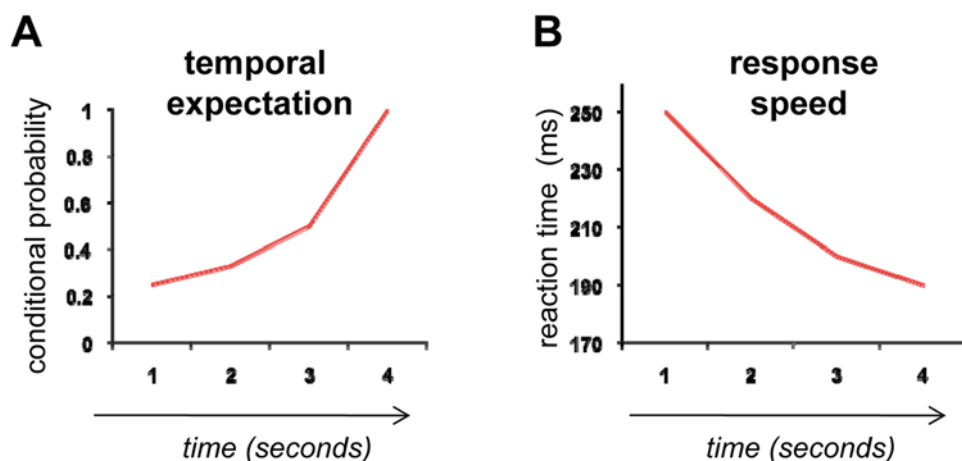 A
temporal
expectation
conditional probability
1
0.8
0.6
0.4
0.2
0
1 2 3 4
time (seconds)
B
response
speed
reaction time (ms)
250
230
210
190
170
1 2 3 4
time (seconds)